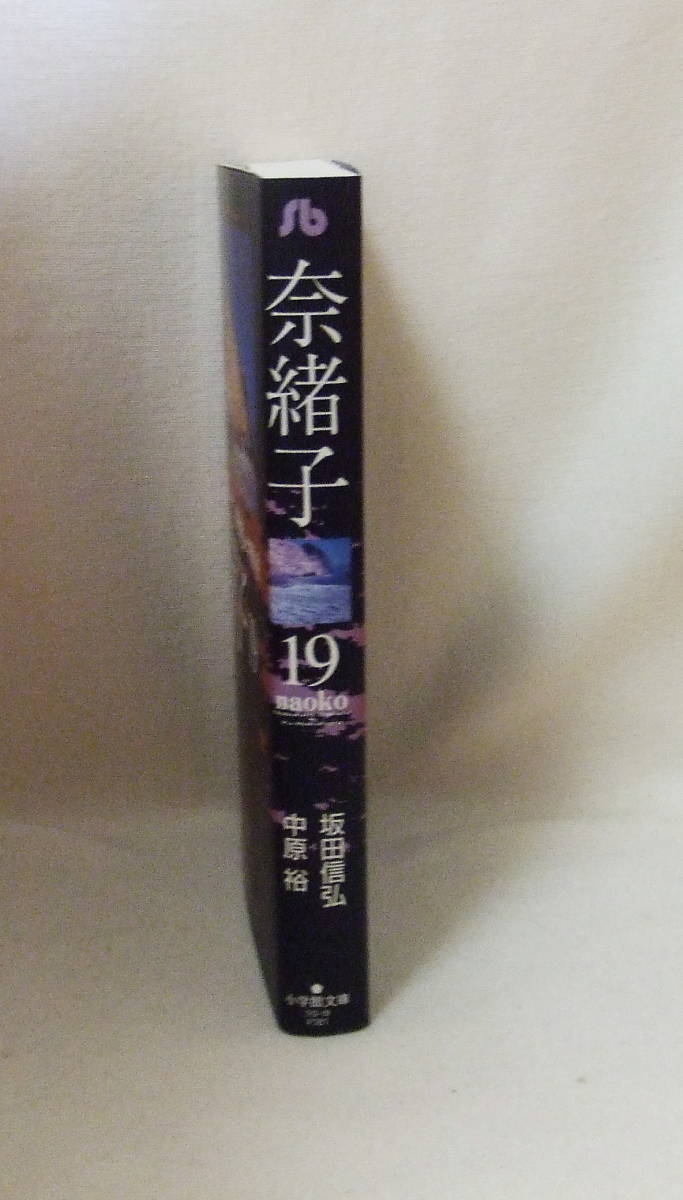 Sb
奈緒子
19
naoko
坂田信弘
中原 裕
小学館文庫